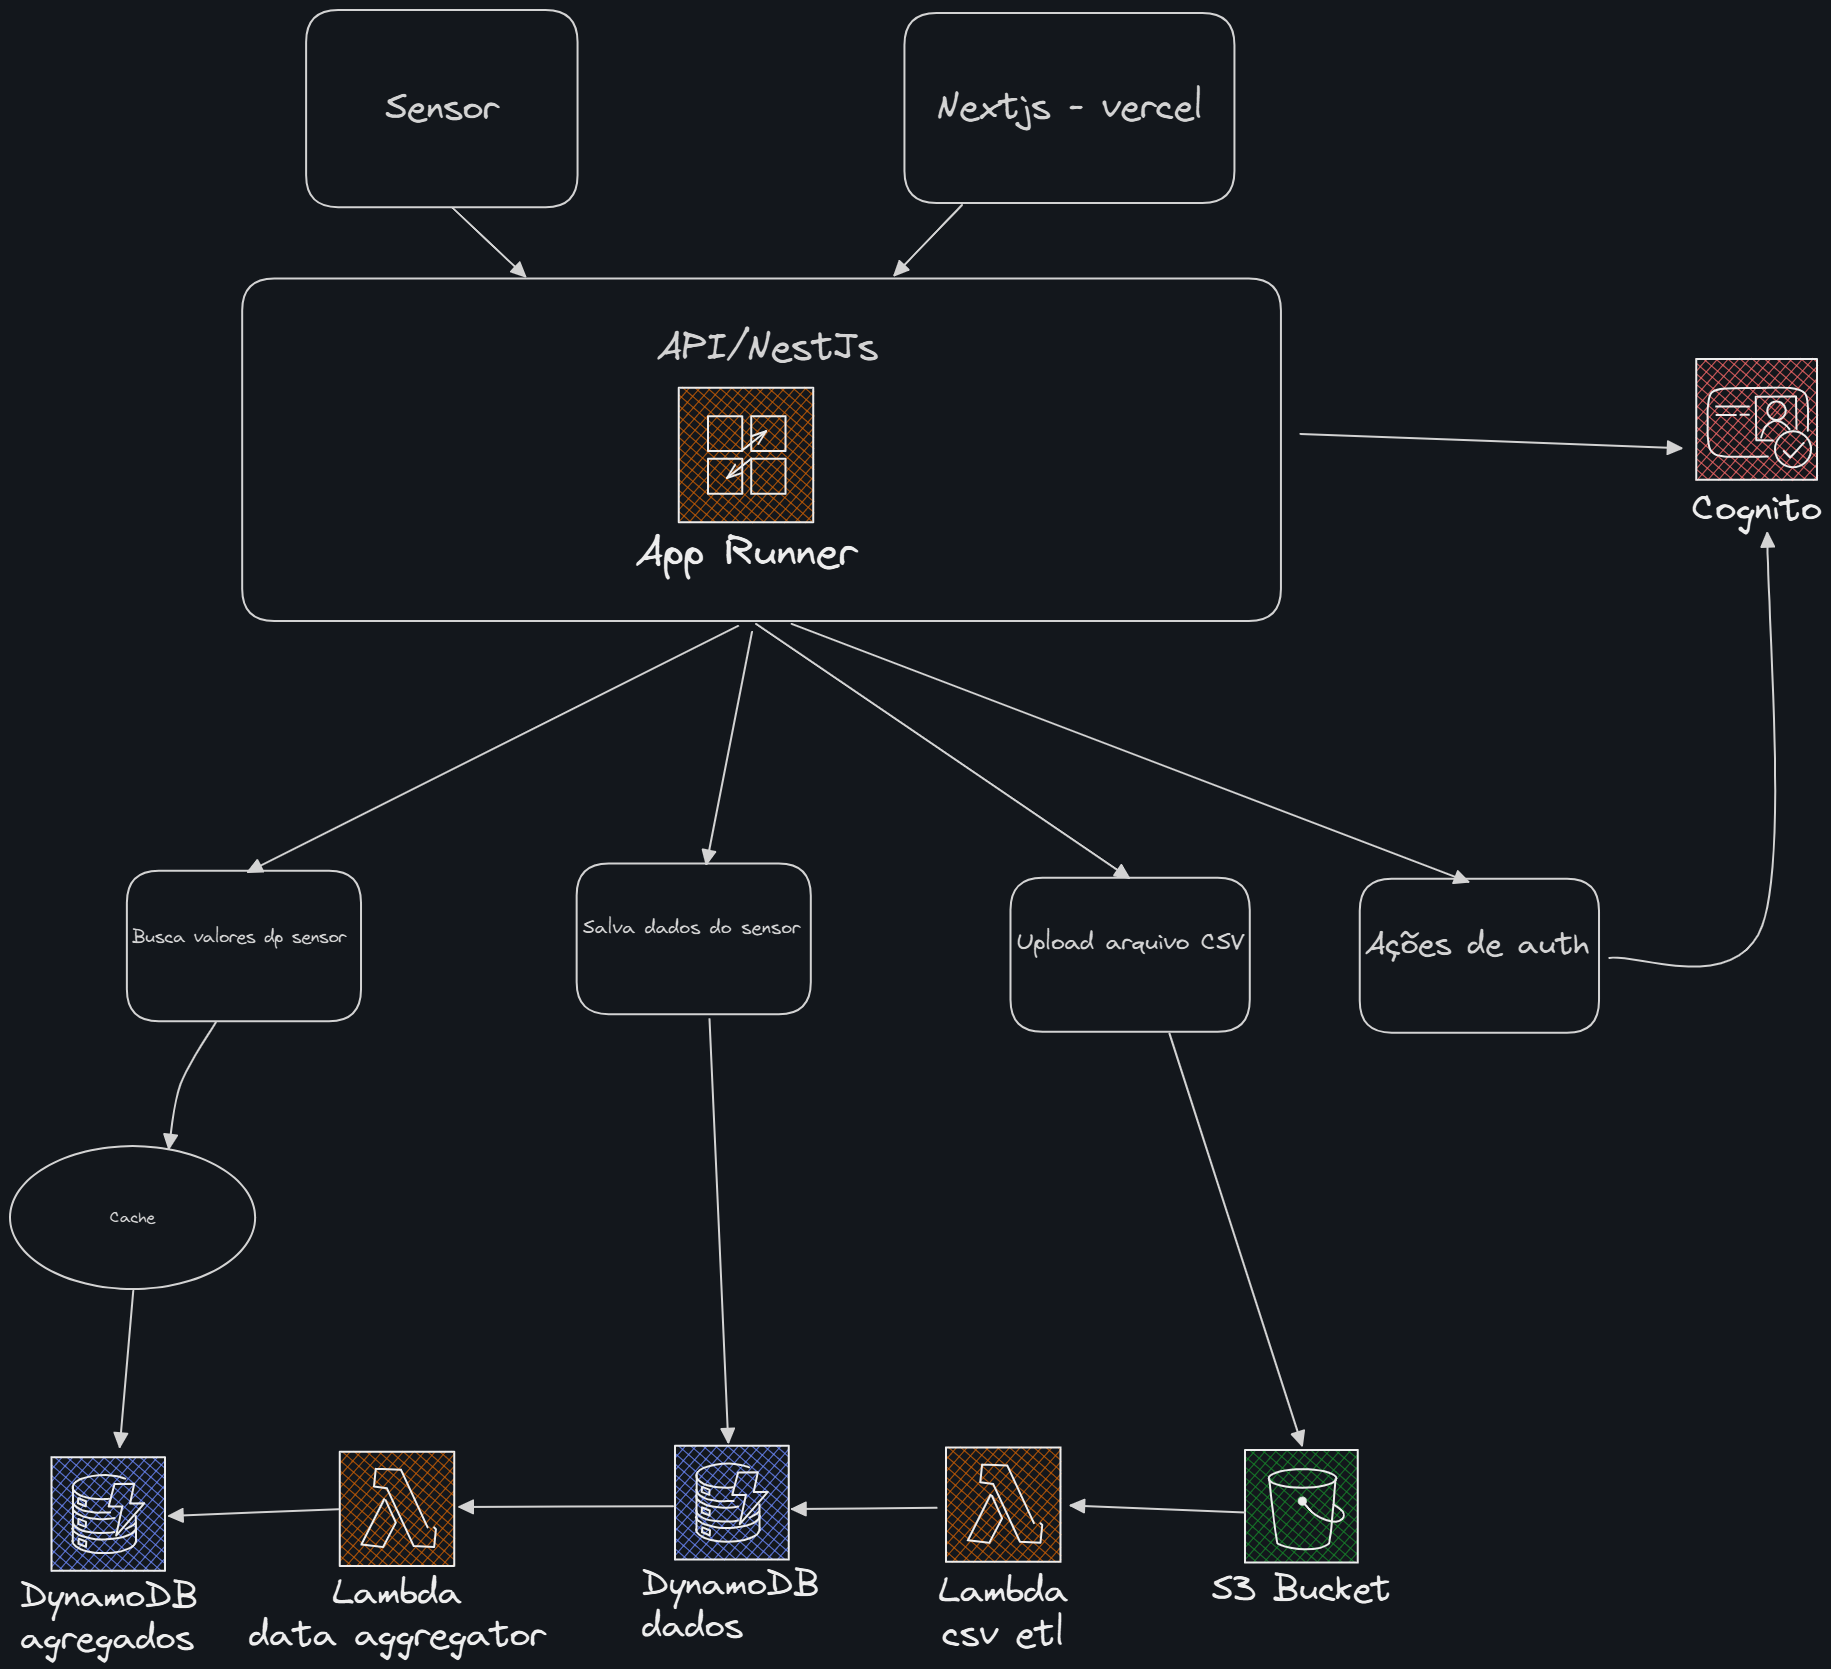 Sensor
Nextjs - vercel
API/NestJs
App Runner
Cognito
Busca valores dp sensor
Salva dados do sensor
Upload arquivo CSV
Ações de auth
Cache
DynamoDB
agregados
Lambda
data aggregator
DynamoDB
dados
Lambda
csv etl
S3 Bucket